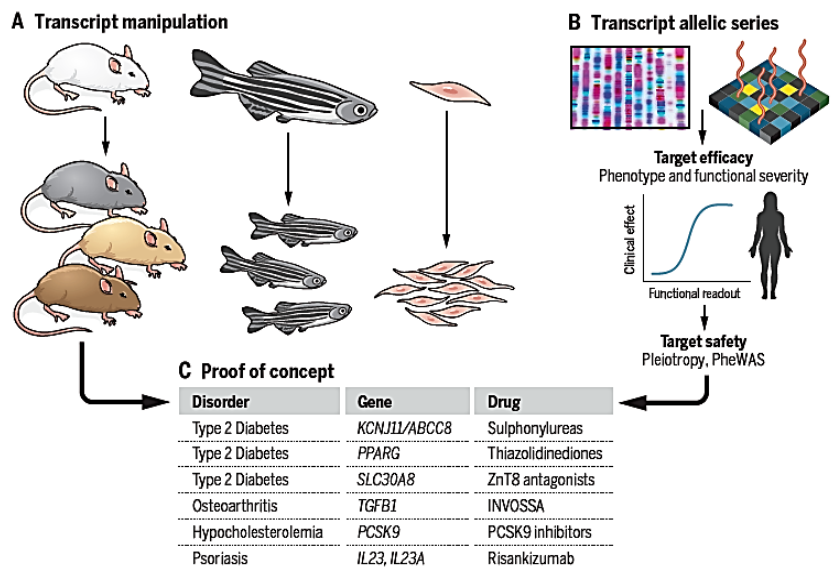 A Transcript manipulation
B Transcript allelic series
Target efficacy
Phenotype and functional severity
Clinical effect
Functional readout
Target safety
Pleiotropy, PheWAS
C Proof of concept
Disorder Gene Drug
Type 2 Diabetes KCNJ11/ABCC8 Sulphonylureas
Type 2 Diabetes PPARG Thiazolidinediones
Type 2 Diabetes SLC30A8 ZnT8 antagonists
Osteoarthritis TGFB1 INVOSSA
Hypocholesterolemia PCSK9 PCSK9 inhibitors
Psoriasis IL23, IL23A Risankizumab